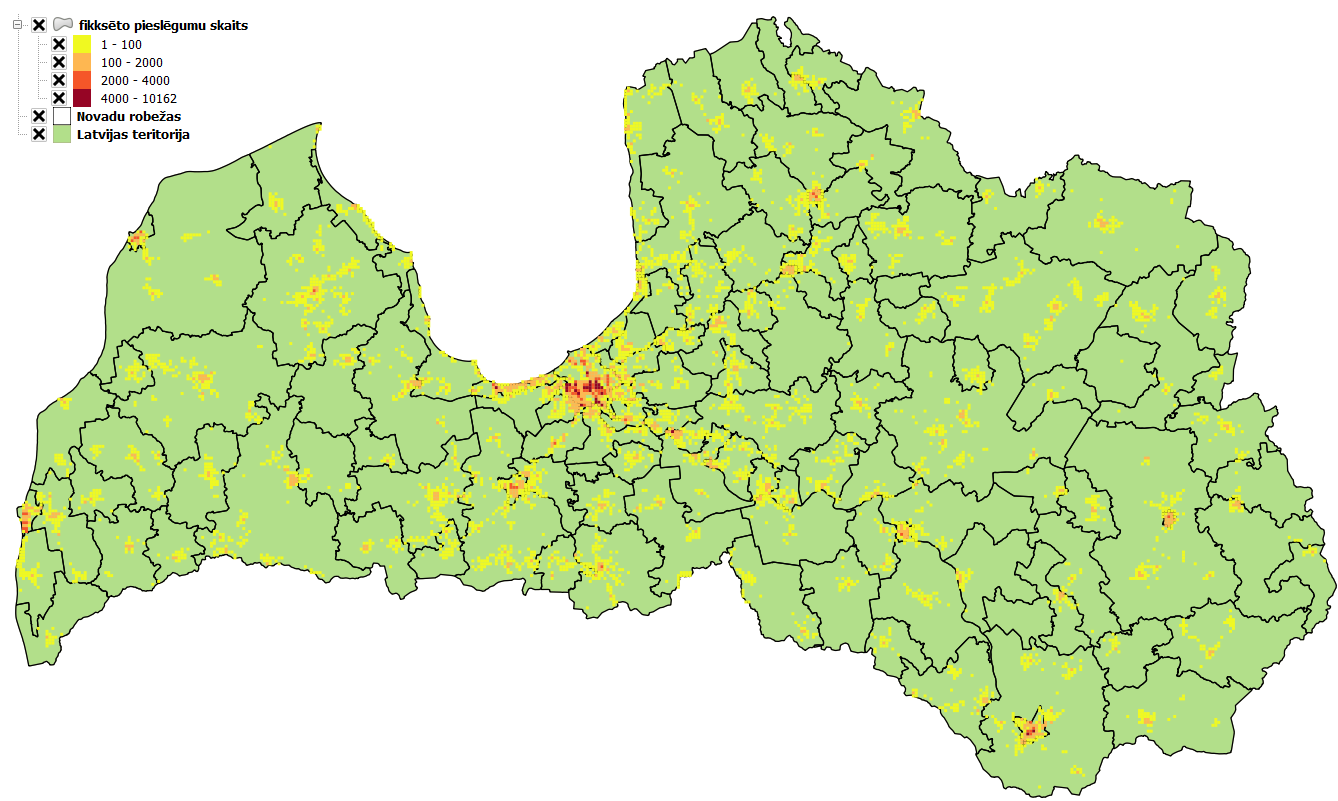 fikksēto pieslēgumu skaits
1 - 100
100 - 2000
2000 - 4000
4000 - 10162
Novadu robežas
Latvijas teritorija